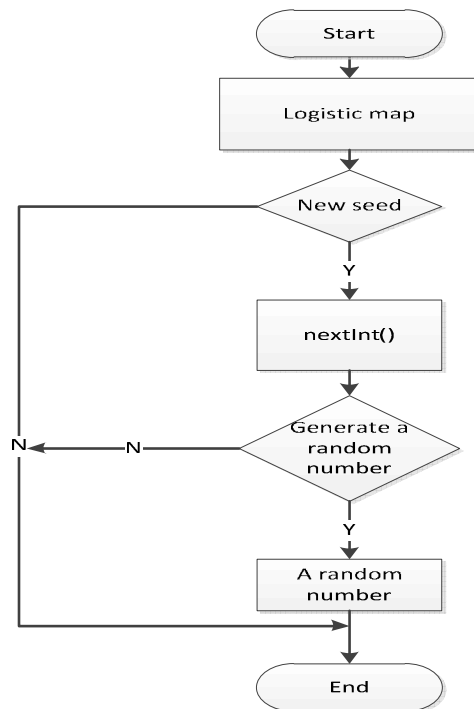 Start
Logistic map
New seed
Y
nextInt()
Generate a
random
number
N
N
Y
A random
number
End